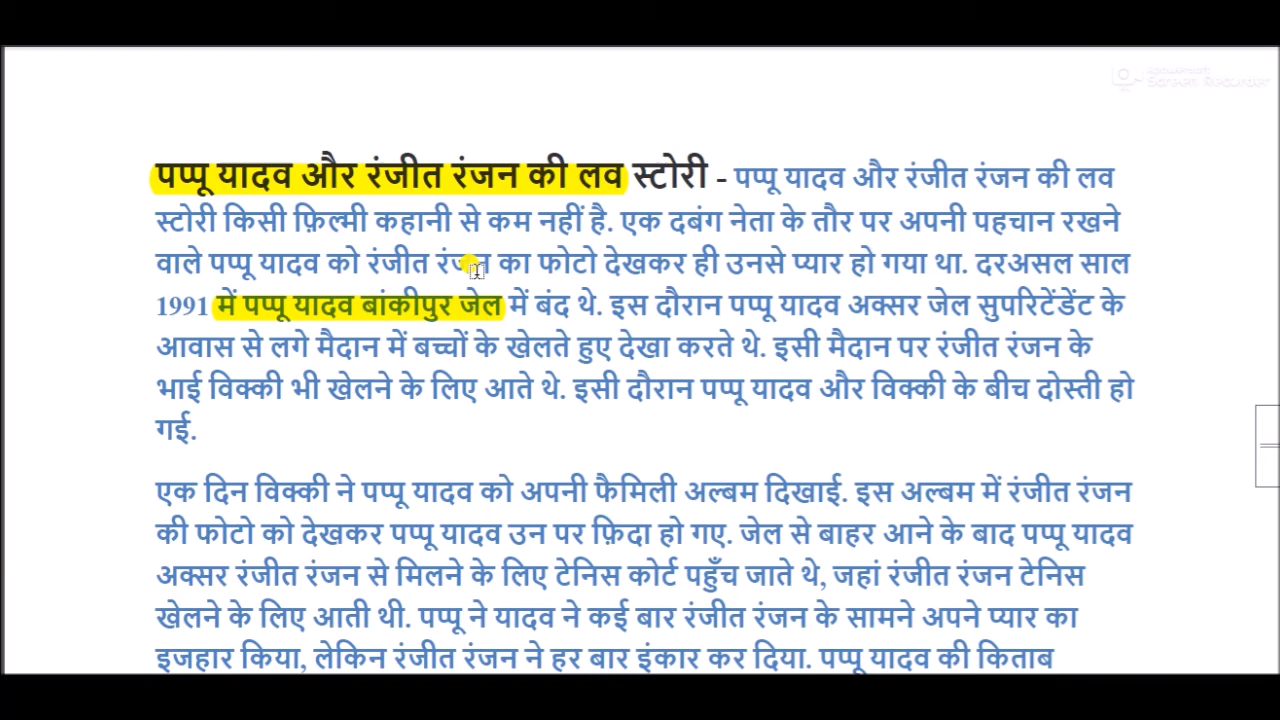 Apowersoft
Screen Recorder
पप्पू यादव और रंजीत रंजन की लव स्टोरी - पप्पू यादव और रंजीत रंजन की लव
स्टोरी किसी फ़िल्मी कहानी से कम नहीं है. एक दबंग नेता के तौर पर अपनी पहचान रखने
वाले पप्पू यादव को रंजीत रंजन का फोटो देखकर ही उनसे प्यार हो गया था. दरअसल साल
1991 में पप्पू यादव बांकीपुर जेल में बंद थे. इस दौरान पप्पू यादव अक्सर जेल सुपरिटेंडेंट के
आवास से लगे मैदान में बच्चों के खेलते हुए देखा करते थे. इसी मैदान पर रंजीत रंजन के
भाई विक्की भी खेलने के लिए आते थे. इसी दौरान पप्पू यादव और विक्की के बीच दोस्ती हो
गई.
एक दिन विक्की ने पप्पू यादव को अपनी फैमिली अल्बम दिखाई. इस अल्बम में रंजीत रंजन
की फोटो को देखकर पप्पू यादव उन पर फ़िदा हो गए. जेल से बाहर आने के बाद पप्पू यादव
अक्सर रंजीत रंजन से मिलने के लिए टेनिस कोर्ट पहुँच जाते थे, जहां रंजीत रंजन टेनिस
खेलने के लिए आती थी. पप्पू ने यादव ने कई बार रंजीत रंजन के सामने अपने प्यार का
इजहार किया, लेकिन रंजीत रंजन ने हर बार इंकार कर दिया. पप्पू यादव की किताब